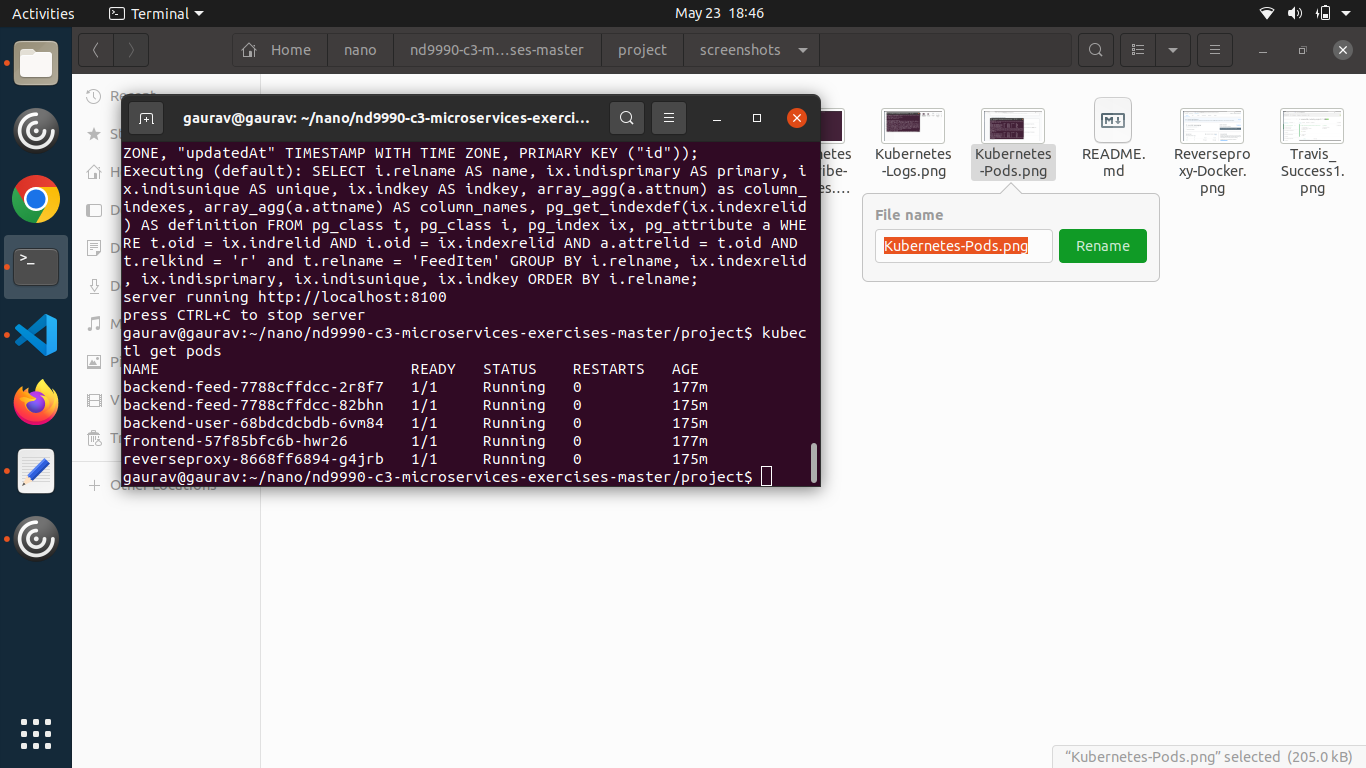 Activities
Terminal
May 23 18:46
Home
nano
nd9990-c3-m…ses-master
project
screenshots
gaurav@gaurav: ~/nano/nd9990-c3-microservices-exerci...
ZONE, "updatedAt" TIMESTAMP WITH TIME ZONE, PRIMARY KEY ("id"));
Executing (default): SELECT i.relname AS name, ix.indisprimary AS primary, i
x.indisunique AS unique, ix.indkey AS indkey, array_agg(a.attnum) as column_
indexes, array_agg(a.attname) AS column_names, pg_get_indexdef(ix.indexrelid
) AS definition FROM pg_class t, pg_class i, pg_index ix, pg_attribute a WHE
RE t.oid = ix.indrelid AND i.oid = ix.indexrelid AND a.attrelid = t.oid AND
t.relkind = 'r' and t.relname = 'FeedItem' GROUP BY i.relname, ix.indexrelid
, ix.indisprimary, ix.indisunique, ix.indkey ORDER BY i.relname;
server running http://localhost:8100
press CTRL+C to stop server
gaurav@gaurav:~/nano/nd9990-c3-microservices-exercises-master/project$ kubec
tl get pods
NAME READY STATUS RESTARTS AGE
backend-feed-7788cffdcc-2r8f7 1/1 Running 0 177m
backend-feed-7788cffdcc-82bhn 1/1 Running 0 175m
backend-user-68bdcdcbdb-6vm84 1/1 Running 0 175m
frontend-57f85bfc6b-hwr26 1/1 Running 0 177m
reverseproxy-8668ff6894-g4jrb 1/1 Running 0 175m
gaurav@gaurav:~/nano/nd9990-c3-microservices-exercises-master/project$
Other Locations
Kubernetes
-Logs.png
Kubernetes
-Pods.png
README.
md
Reversepro
xy-Docker.
png
Travis_
Success1.
png
File name
Kubernetes-Pods.png
Rename
“Kubernetes-Pods.png” selected (205.0 kB)